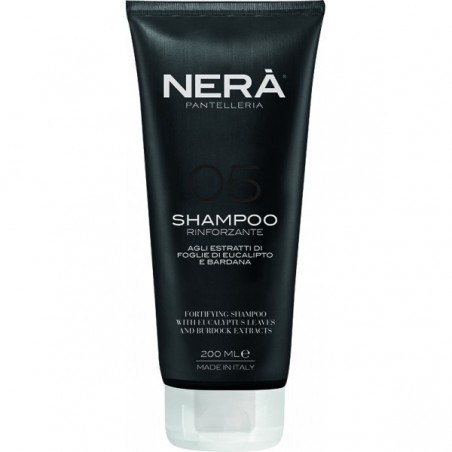 NERÀ®
PANTELLERIA
05
SHAMPOO
RINFORZANTE
AGLI ESTRATTI DI
FOGLIE DI EUCALIPTO
E BARDANA
FORTIFYING SHAMPOO
WITH EUCALYPTUS LEAVES
AND BURDOCK EXTRACTS
200 ML ℮
MADE IN ITALY